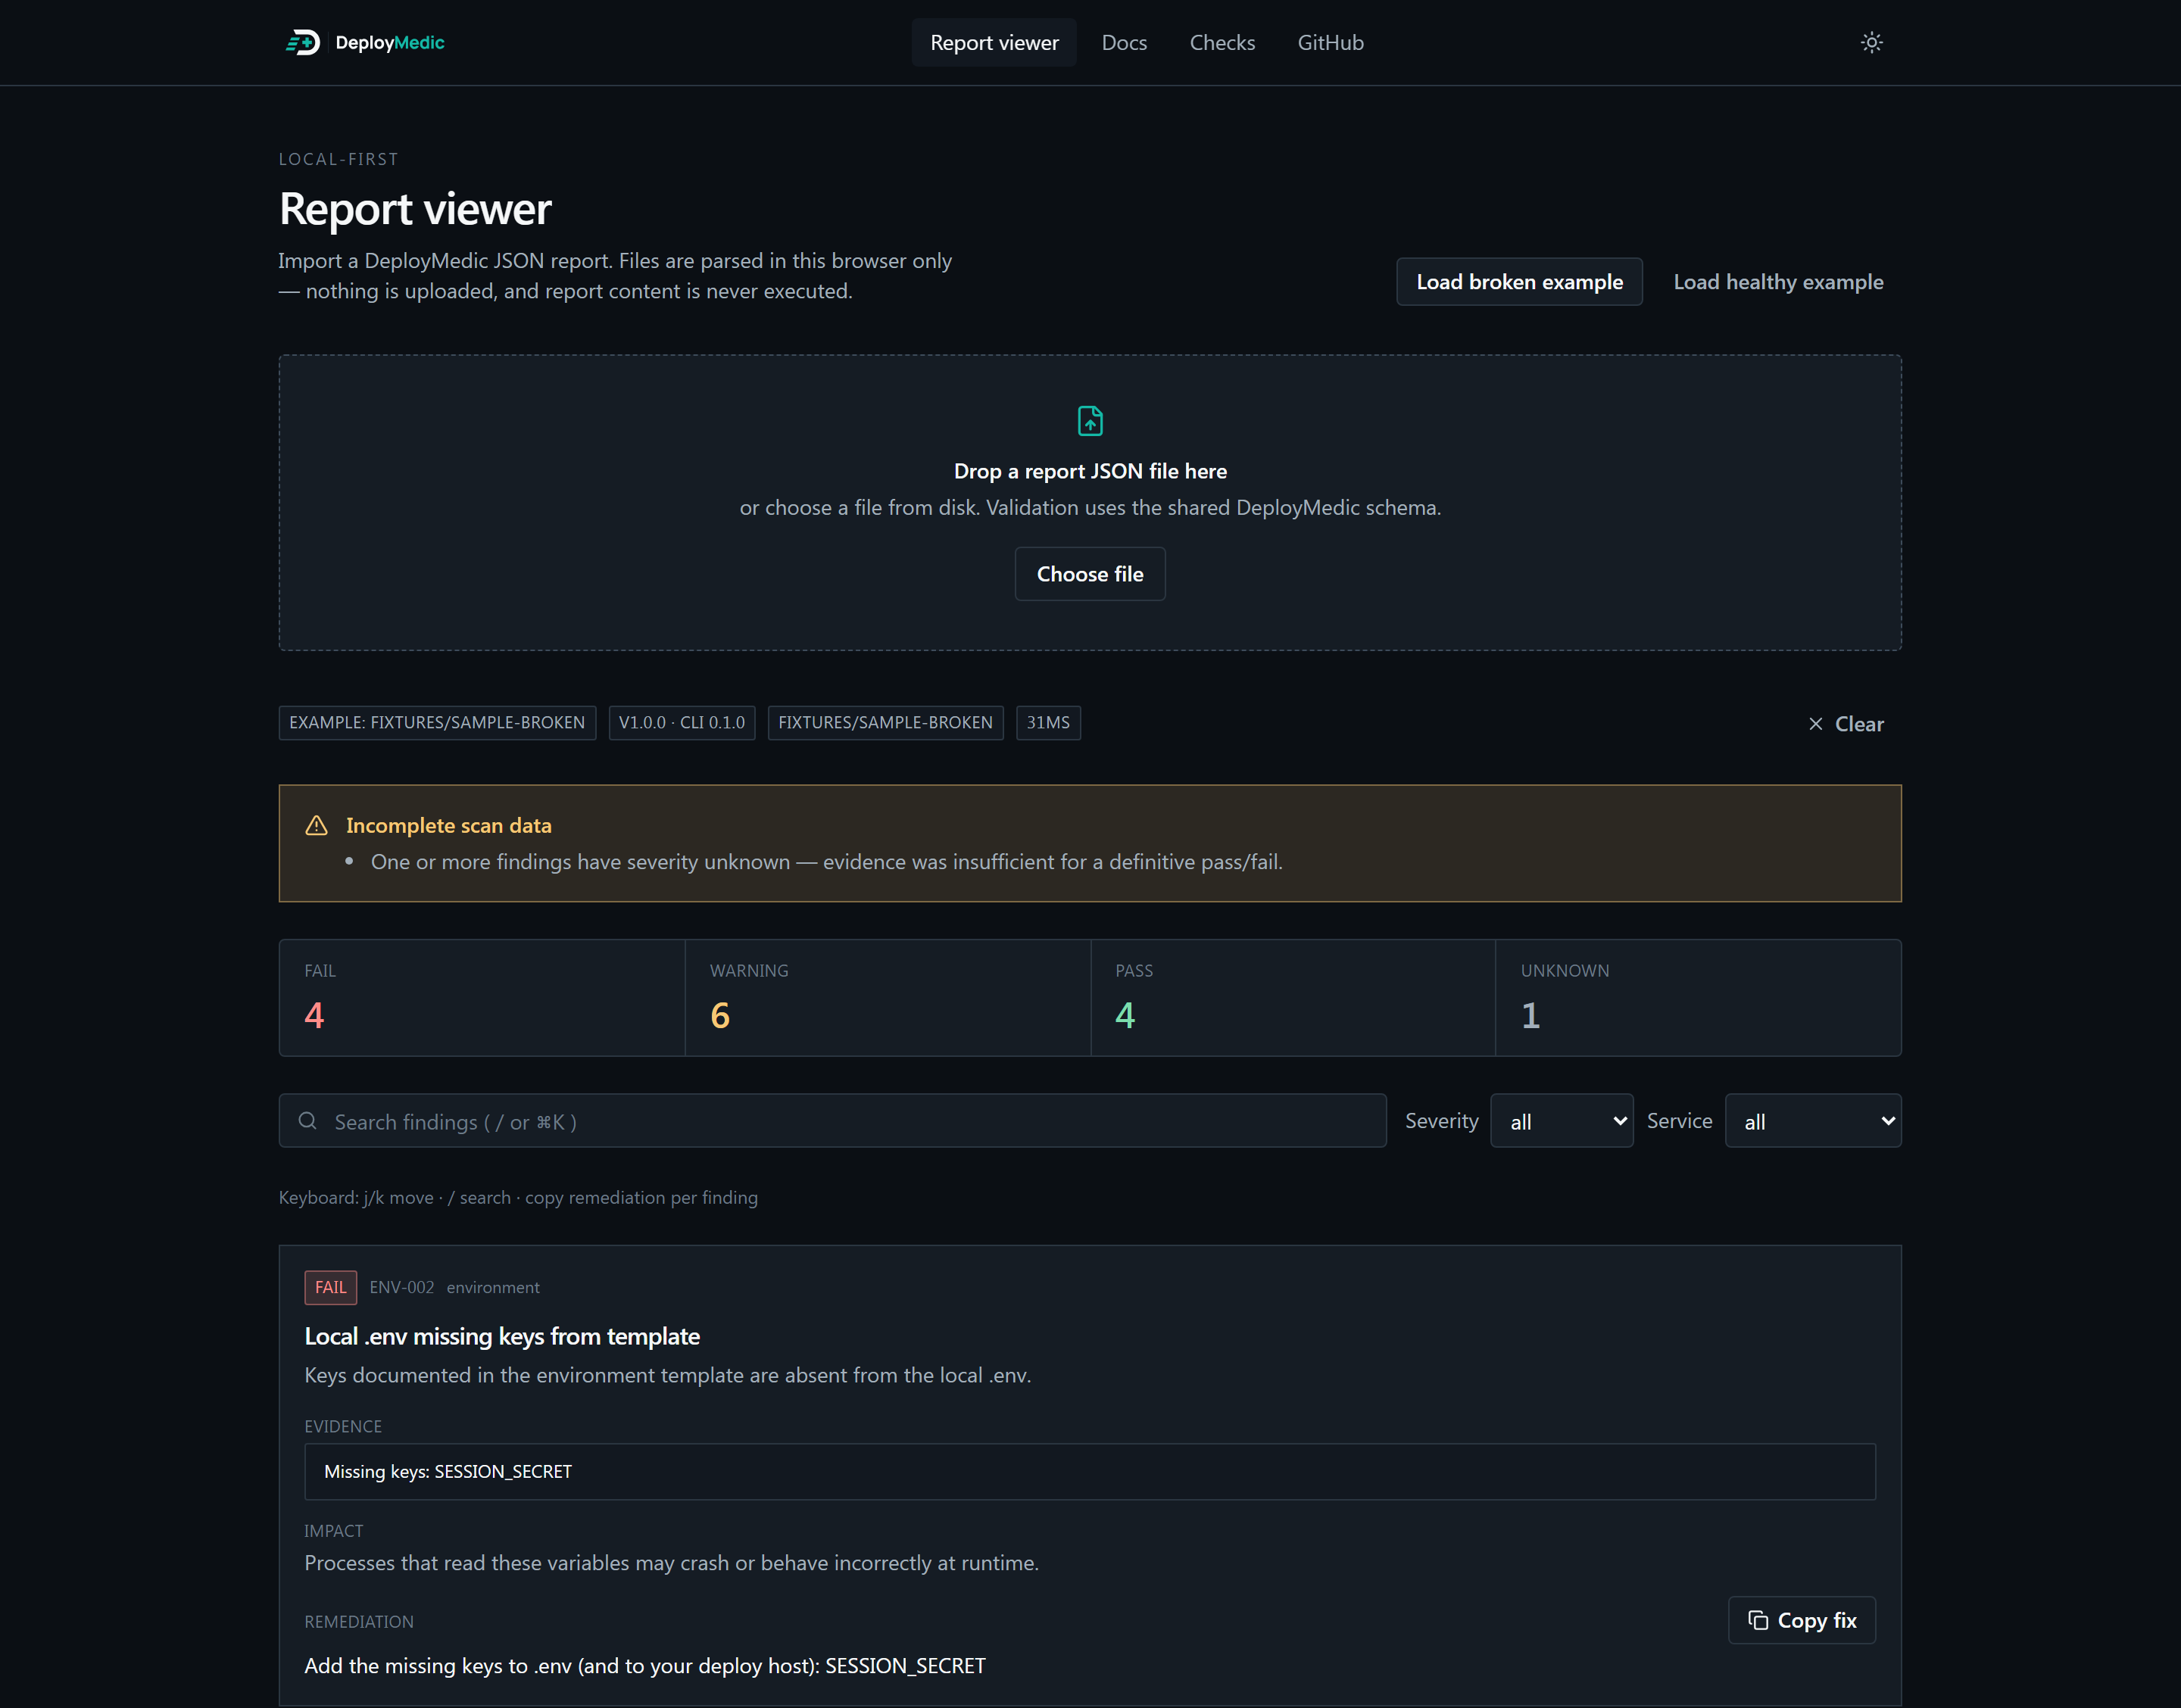 DeployMedic
Report viewer
Docs
Checks
GitHub
LOCAL-FIRST
Report viewer
Import a DeployMedic JSON report. Files are parsed in this browser only
— nothing is uploaded, and report content is never executed.
Load broken example
Load healthy example
Drop a report JSON file here
or choose a file from disk. Validation uses the shared DeployMedic schema.
Choose file
EXAMPLE: FIXTURES/SAMPLE-BROKEN
V1.0.0 · CLI 0.1.0
FIXTURES/SAMPLE-BROKEN
31MS
Clear
Incomplete scan data
• One or more findings have severity unknown — evidence was insufficient for a definitive pass/fail.
FAIL
4
WARNING
6
PASS
4
UNKNOWN
1
Search findings ( / or ⌘K )
Severity
all
Service
all
Keyboard: j/k move · / search · copy remediation per finding
FAIL
ENV-002
environment
Local .env missing keys from template
Keys documented in the environment template are absent from the local .env.
EVIDENCE
Missing keys: SESSION_SECRET
IMPACT
Processes that read these variables may crash or behave incorrectly at runtime.
REMEDIATION
Copy fix
Add the missing keys to .env (and to your deploy host): SESSION_SECRET